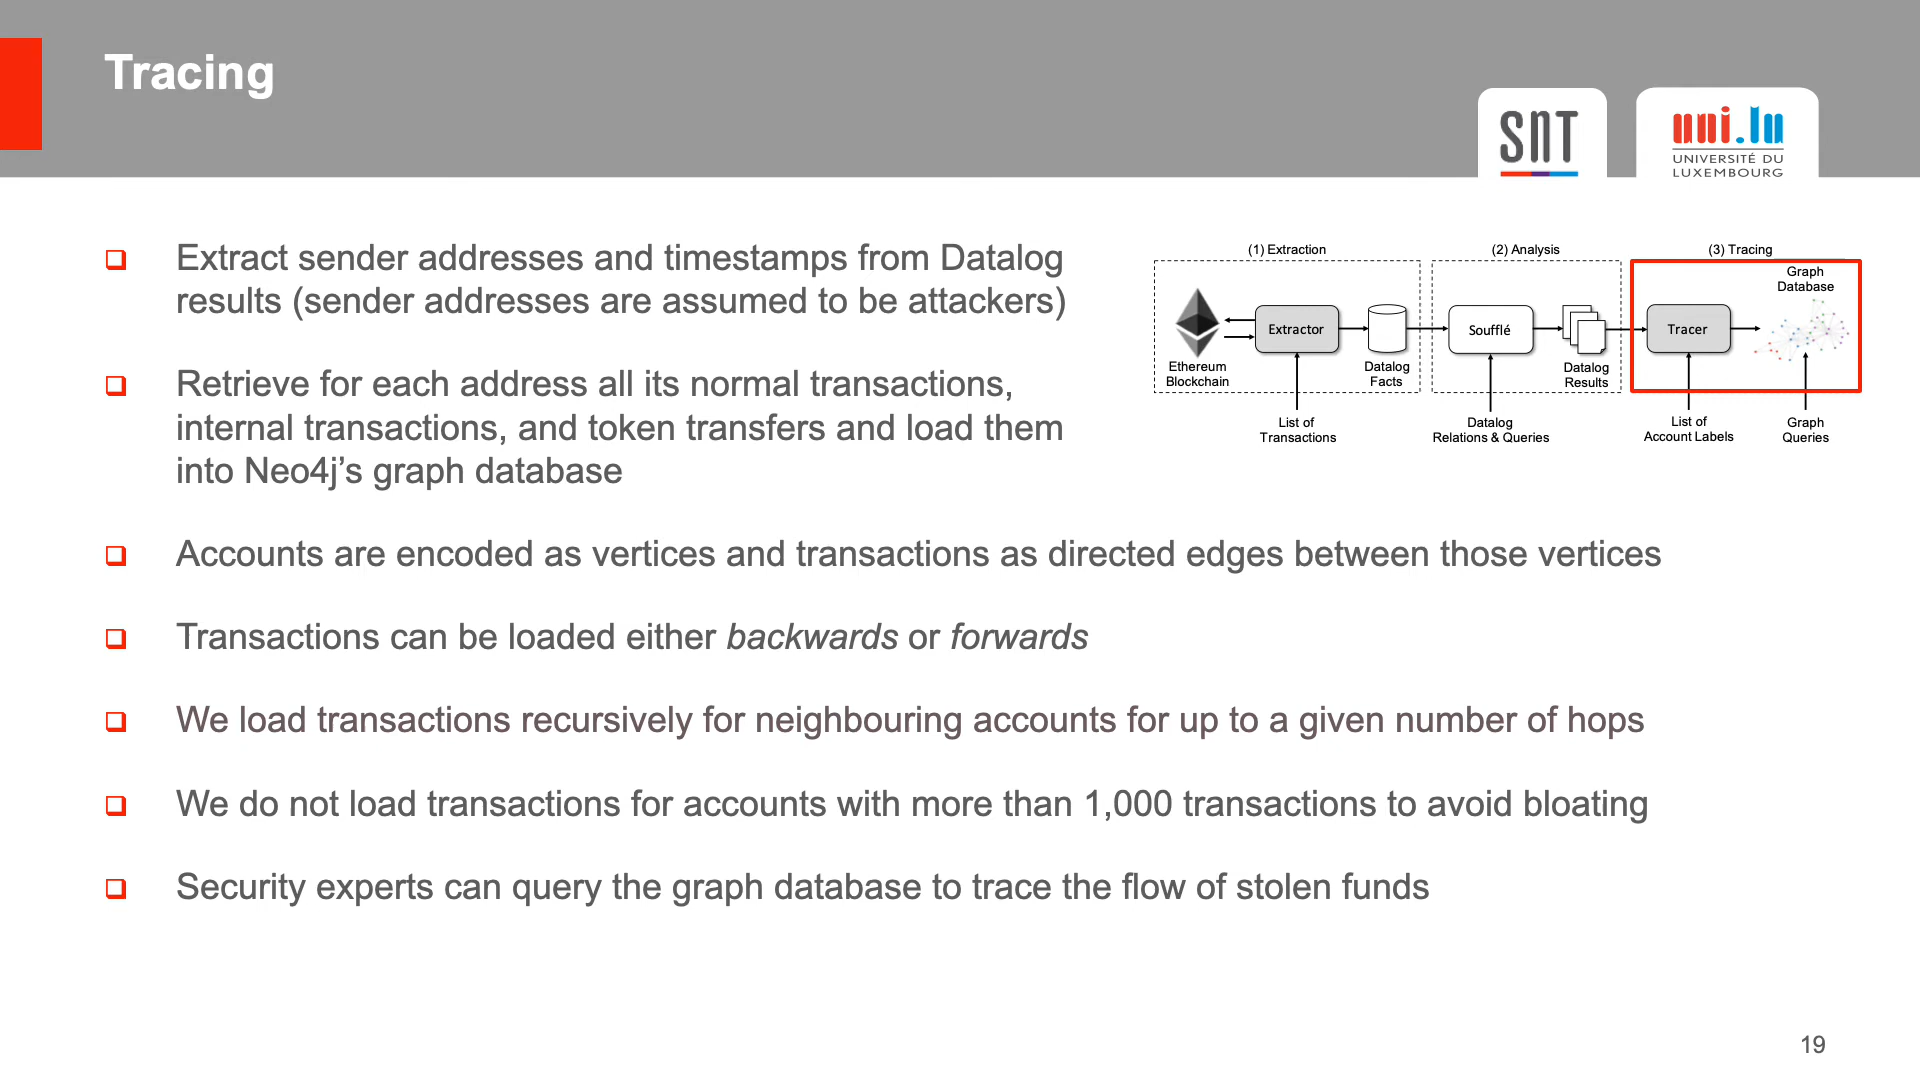 Tracing
SNT
uni.lu
UNIVERSITÉ DU
LUXEMBOURG
Extract sender addresses and timestamps from Datalog
results (sender addresses are assumed to be attackers)
Retrieve for each address all its normal transactions,
internal transactions, and token transfers and load them
into Neo4j’s graph database
Accounts are encoded as vertices and transactions as directed edges between those vertices
Transactions can be loaded either backwards or forwards
We load transactions recursively for neighbouring accounts for up to a given number of hops
We do not load transactions for accounts with more than 1,000 transactions to avoid bloating
Security experts can query the graph database to trace the flow of stolen funds
(1) Extraction
Ethereum
Blockchain
Extractor
Datalog
Facts
List of
Transactions
(2) Analysis
Soufflé
Datalog
Results
Datalog
Relations & Queries
(3) Tracing
Graph
Database
Tracer
List of
Account Labels
Graph
Queries
19